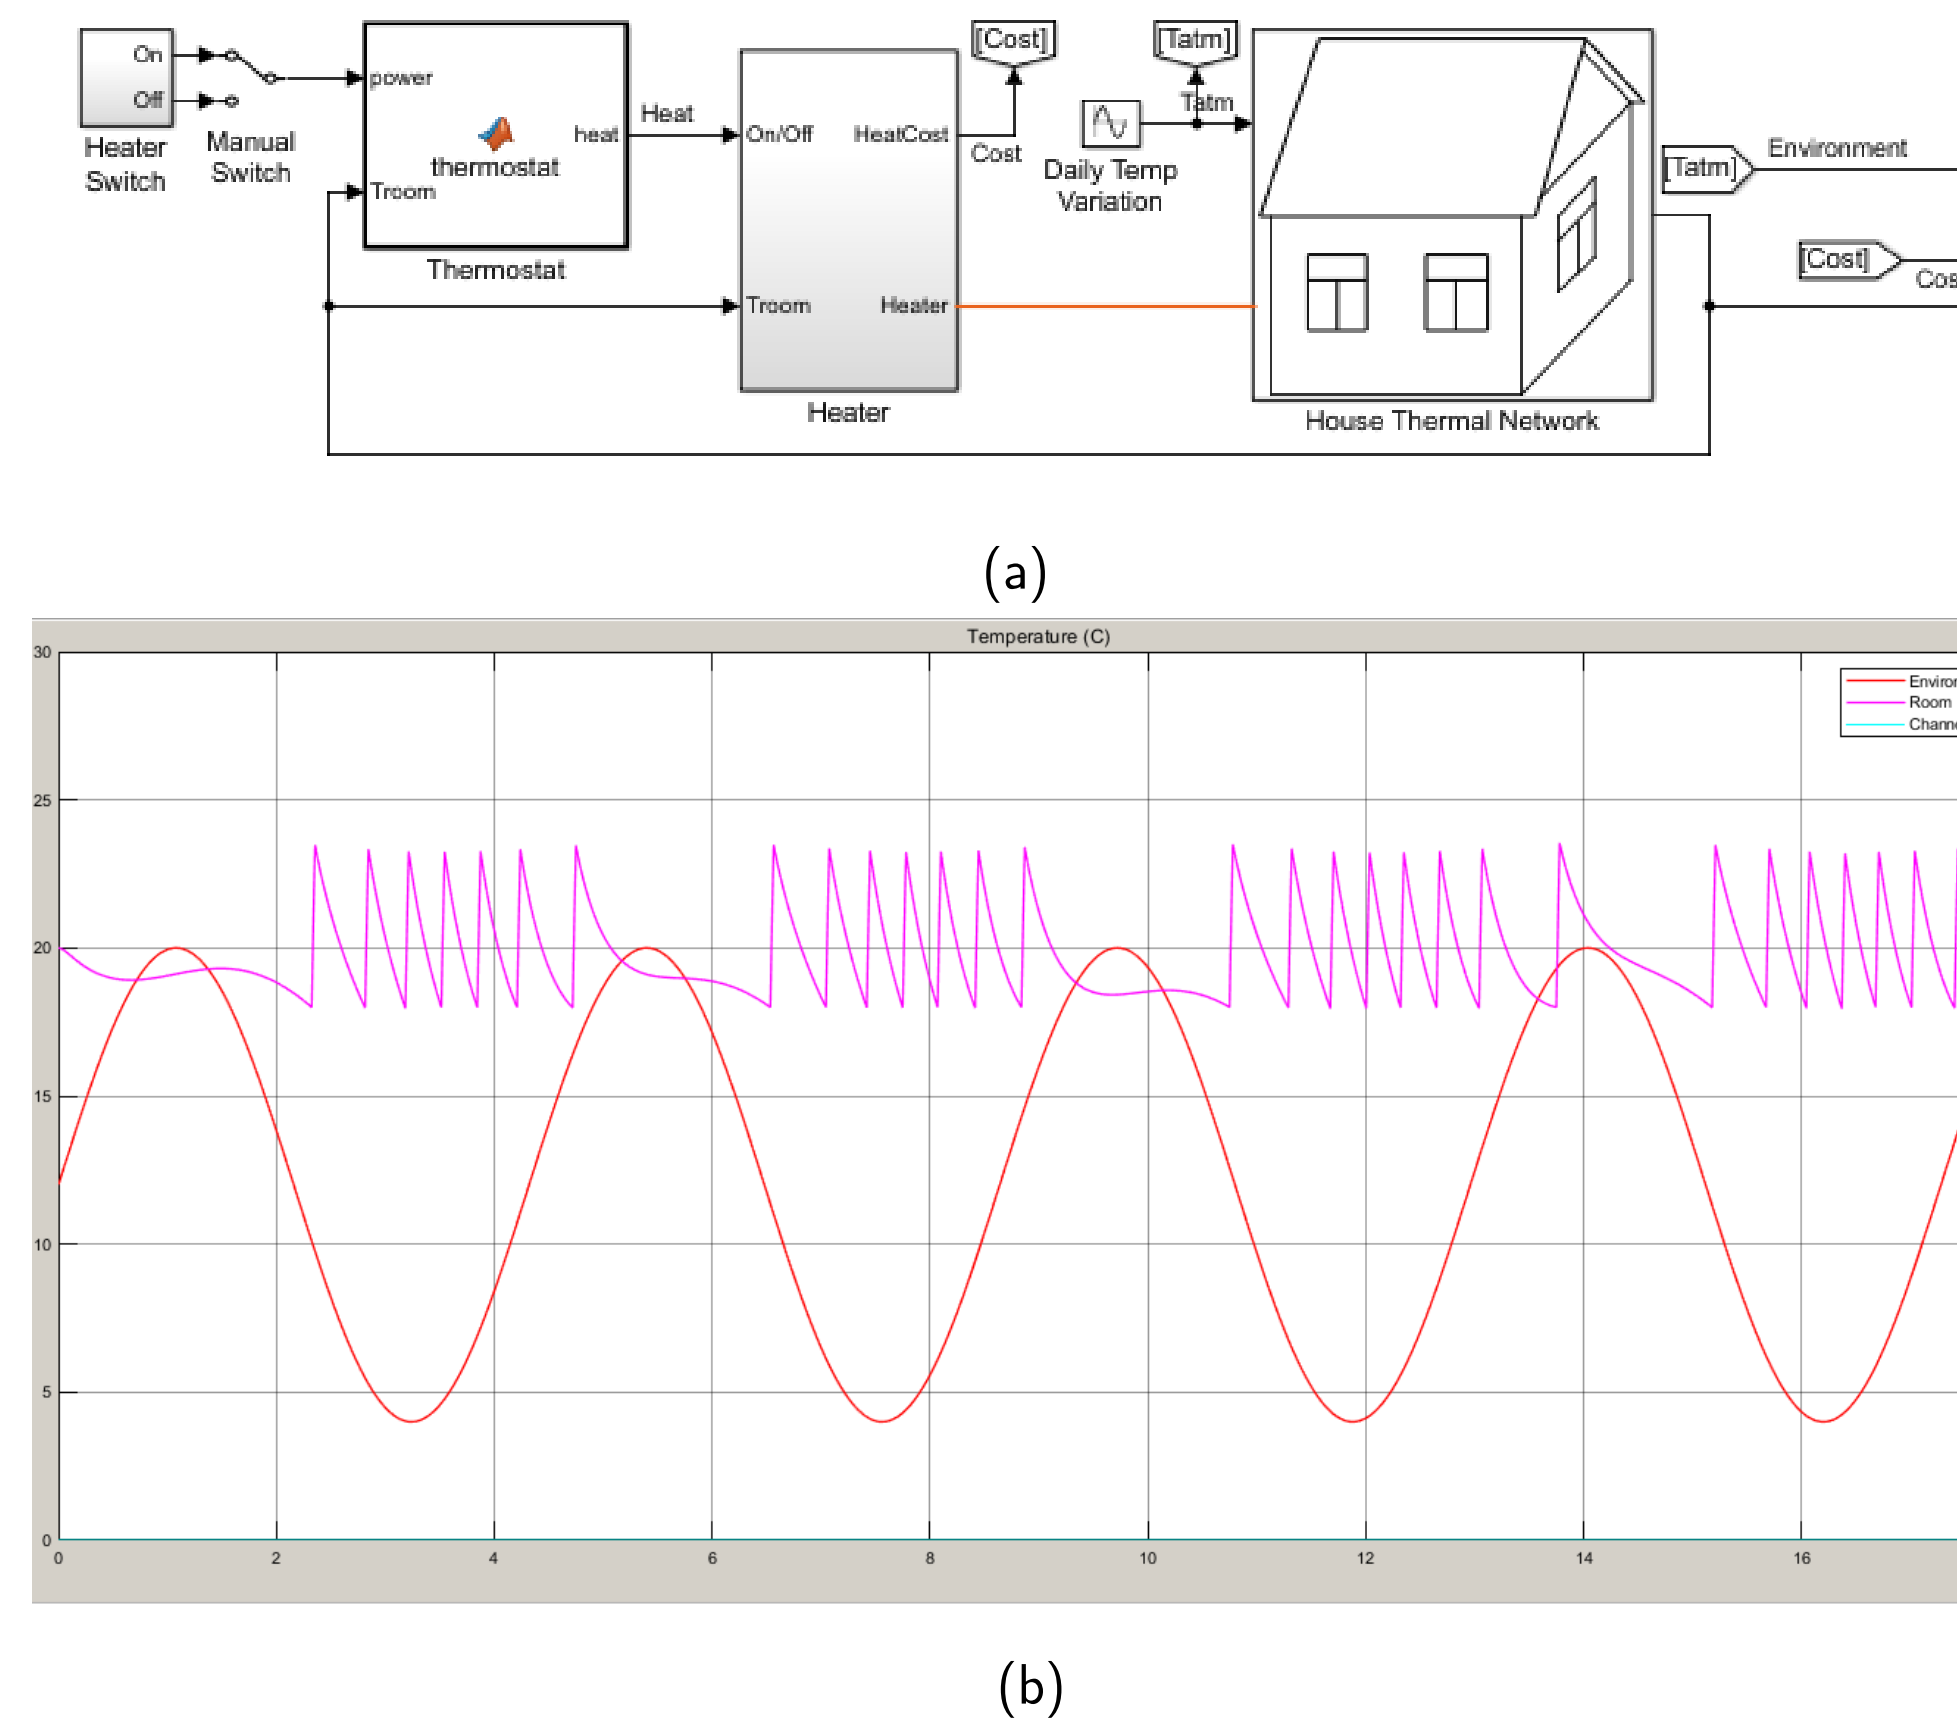 On
Off
Heater
Switch
Manual
Switch
power
Troom
heat
thermostat
Thermostat
Heat
On/Off
Troom
HeatCost
Heater
Heater
[Cost]
Cost
[Tatm]
Tatm
Daily Temp
Variation
House Thermal Network
[Tatm]
Environment
[Cost]
Cos
(a)
Temperature (C)
30
25
20
15
10
5
0
0 2 4 6 8 10 12 14 16
Room
(b)